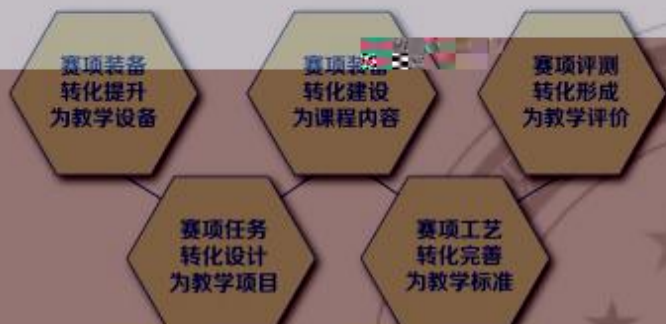 赛项装备
转化提升
为教学设备
赛项装备
转化建设
为课程内容
赛项评测
转化形成
为教学评价
赛项任务
转化设计
为教学项目
赛项工艺
转化完善
为教学标准